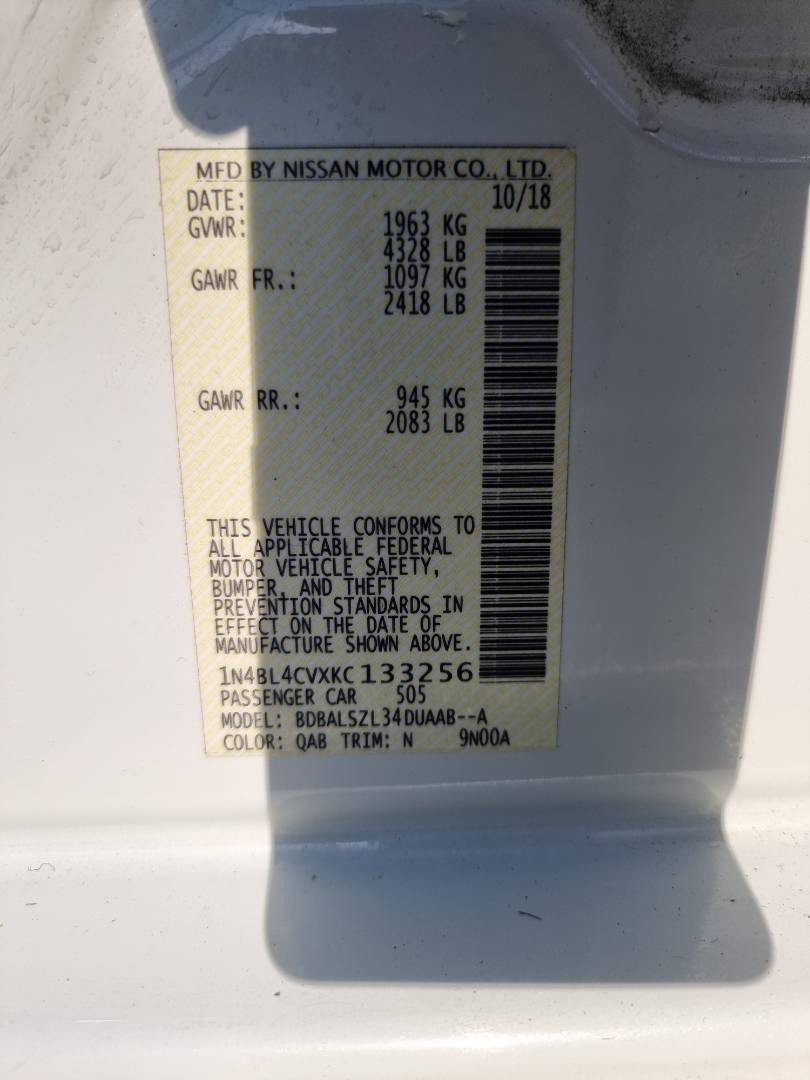 MFD BY NISSAN MOTOR CO., LTD.
DATE: 10/18
GVWR: 1963 KG
4328 LB
GAWR FR.: 1097 KG
2418 LB
GAWR RR.: 945 KG
2083 LB
THIS VEHICLE CONFORMS TO
ALL APPLICABLE FEDERAL
MOTOR VEHICLE SAFETY,
BUMPER, AND THEFT
PREVENTION STANDARDS IN
EFFECT ON THE DATE OF
MANUFACTURE SHOWN ABOVE.
1N4BL4CVXKC133256
PASSENGER CAR 505
MODEL: BDBALSZL34DUAAB--A
COLOR: QAB TRIM: N 9N00A